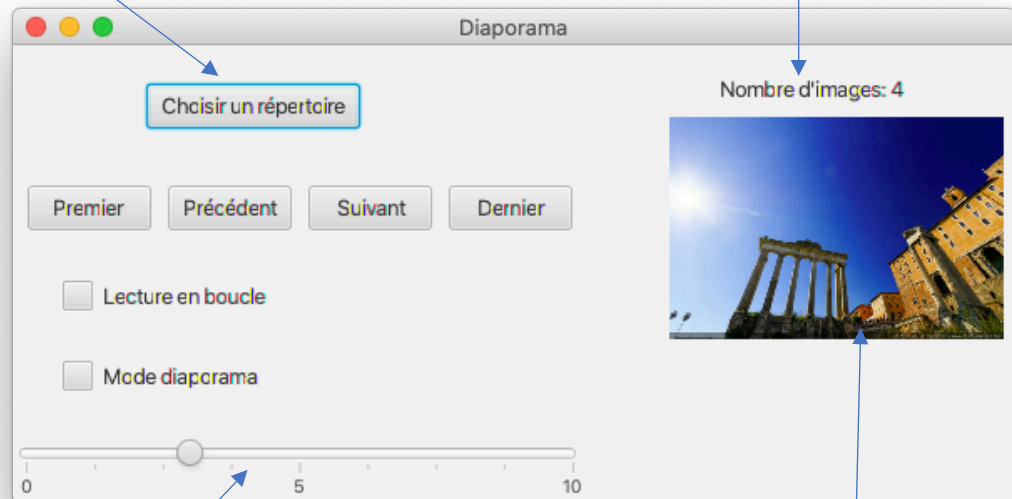 Diaporama
Choisir un répertoire
Nombre d'images: 4
Premier Précédent Suivant Dernier
Lecture en boucle
Mode diaporama
0 5 10